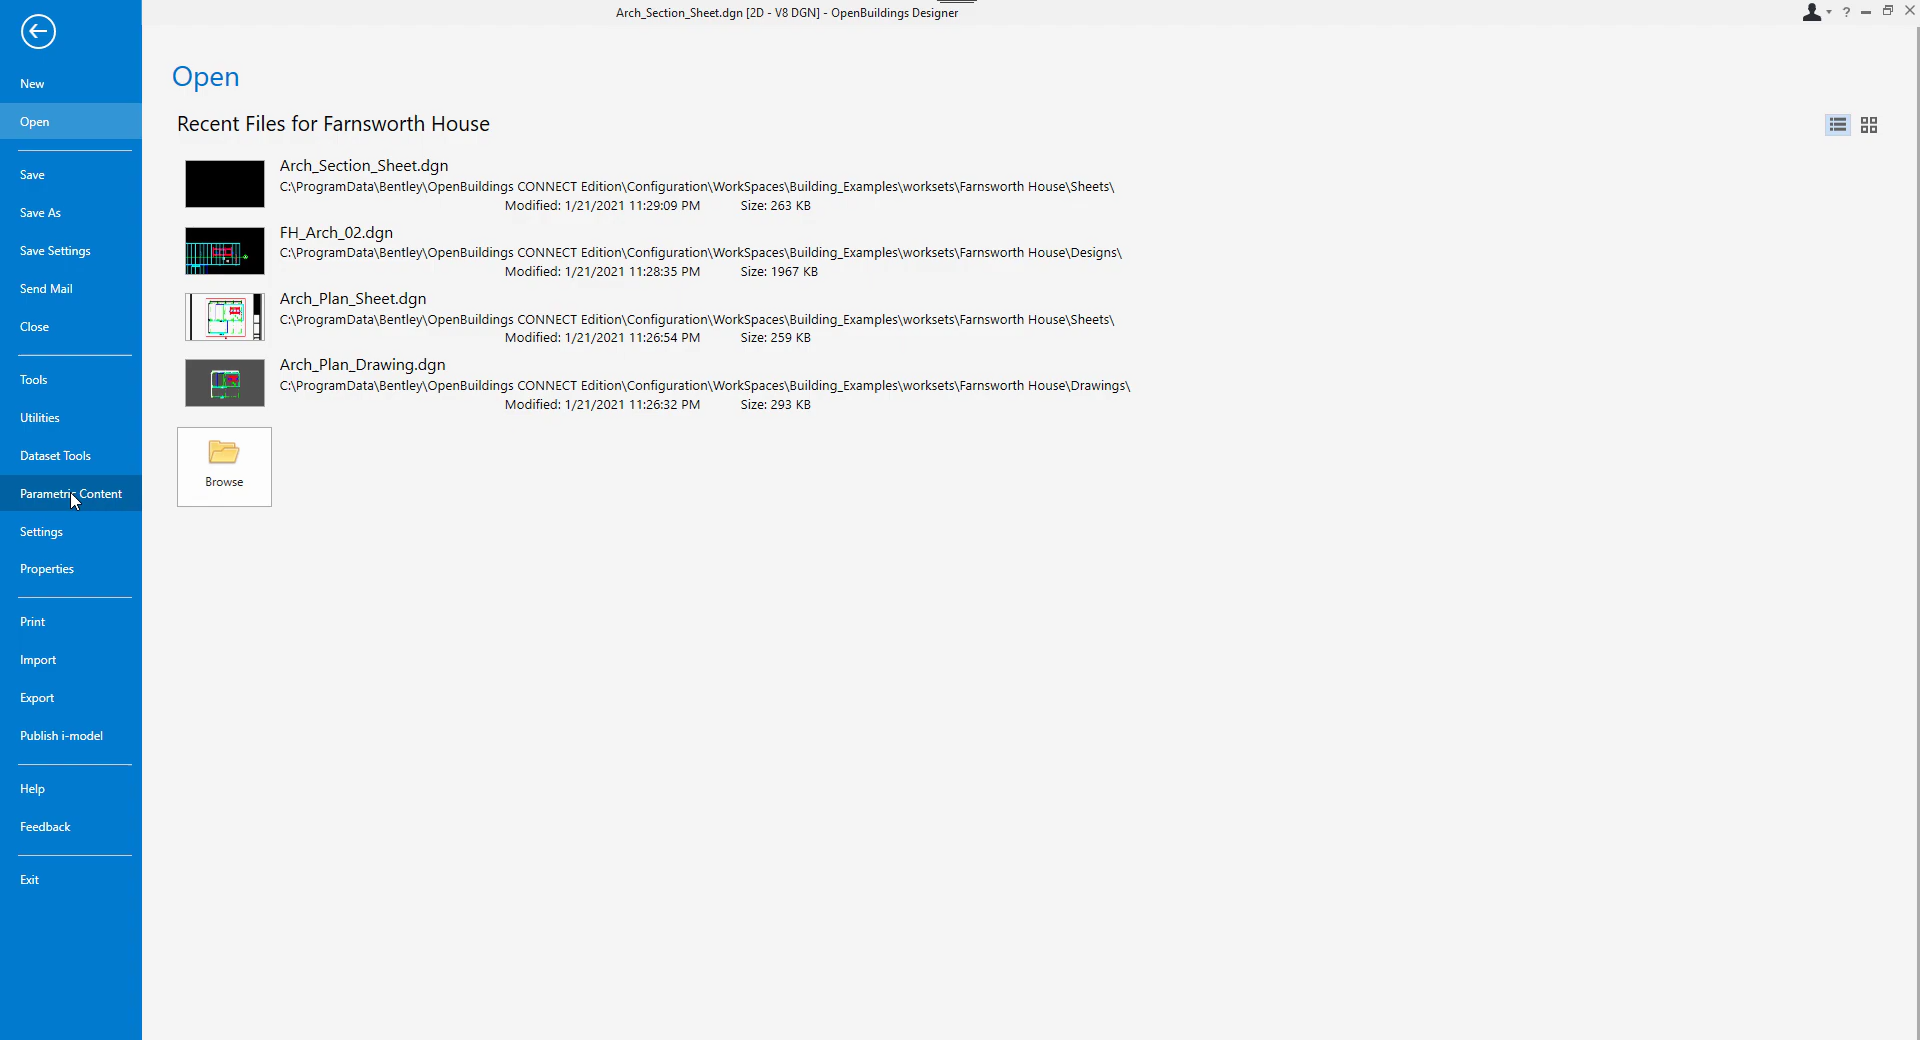 Arch_Section_Sheet.dgn [2D - V8 DGN] - OpenBuildings Designer
?
New
Open
Save
Save As
Save Settings
Send Mail
Close
Tools
Utilities
Dataset Tools
Parametric Content
Settings
Properties
Print
Import
Export
Publish i-model
Help
Feedback
Exit
Open
Recent Files for Farnsworth House
Arch_Section_Sheet.dgn
C:\ProgramData\Bentley\OpenBuildings CONNECT Edition\Configuration\WorkSpaces\Building_Examples\worksets\Farnsworth House\Sheets\
Modified: 1/21/2021 11:29:09 PM Size: 263 KB
FH_Arch_02.dgn
C:\ProgramData\Bentley\OpenBuildings CONNECT Edition\Configuration\WorkSpaces\Building_Examples\worksets\Farnsworth House\Designs\
Modified: 1/21/2021 11:28:35 PM Size: 1967 KB
Arch_Plan_Sheet.dgn
C:\ProgramData\Bentley\OpenBuildings CONNECT Edition\Configuration\WorkSpaces\Building_Examples\worksets\Farnsworth House\Sheets\
Modified: 1/21/2021 11:26:54 PM Size: 259 KB
Arch_Plan_Drawing.dgn
C:\ProgramData\Bentley\OpenBuildings CONNECT Edition\Configuration\WorkSpaces\Building_Examples\worksets\Farnsworth House\Drawings\
Modified: 1/21/2021 11:26:32 PM Size: 293 KB
Browse